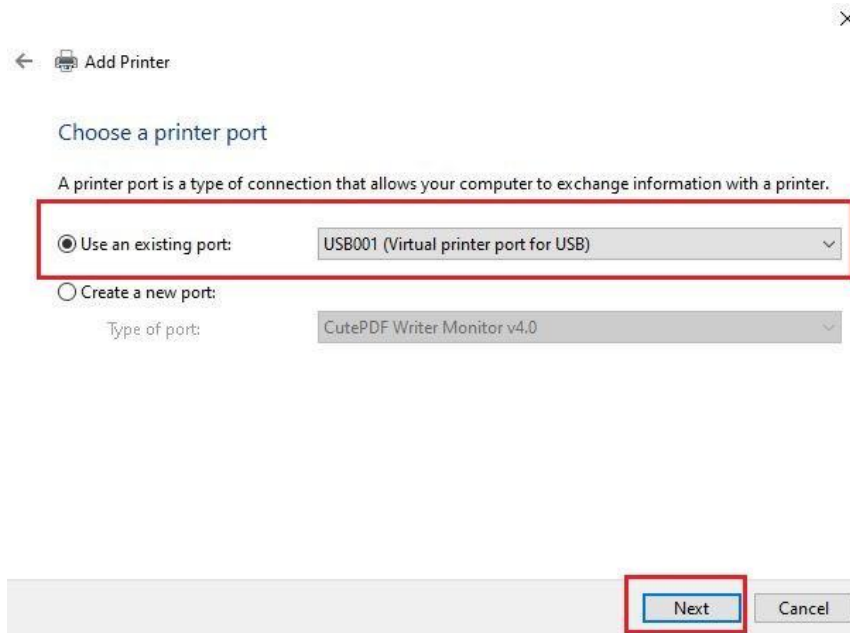 Add Printer
Choose a printer port
A printer port is a type of connection that allows your computer to exchange information with a printer.
Use an existing port: USB001 (Virtual printer port for USB)
Create a new port:
Type of port: CutePDF Writer Monitor v4.0
Next Cancel